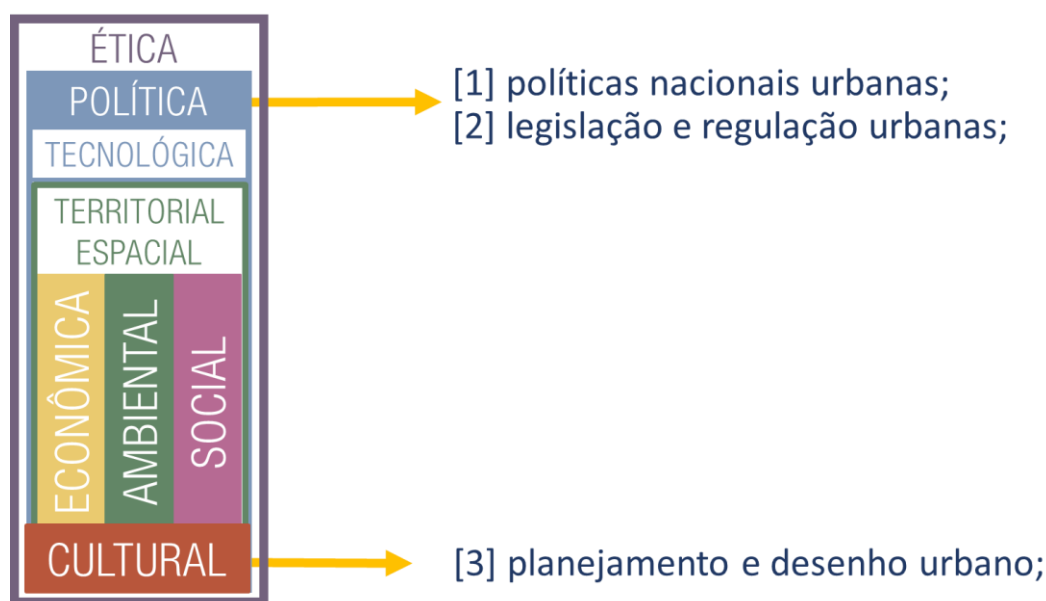 ÉTICA
POLÍTICA
TECNOLÓGICA
TERRITORIAL
ESPACIAL
ECONÔMICA
AMBIENTAL
SOCIAL
CULTURAL
[1] políticas nacionais urbanas;
[2] legislação e regulação urbanas;
[3] planejamento e desenho urbano;